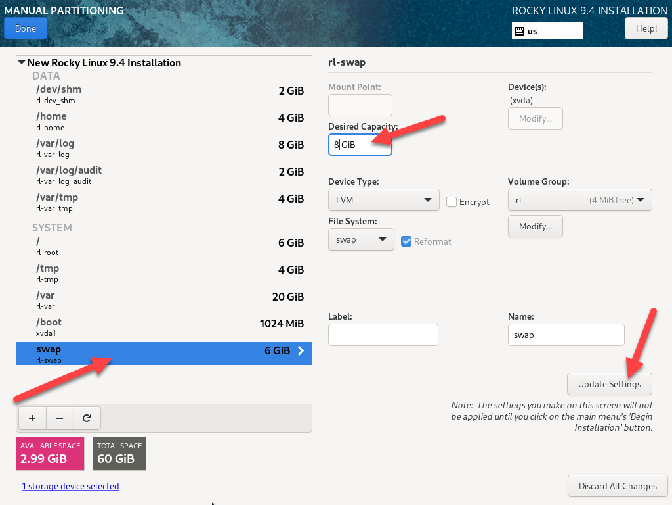 MANUAL PARTITIONING
ROCKY LINUX 9.4 INSTALLATION
Done
us
Help!
New Rocky Linux 9.4 Installation
DATA
/dev/shm
2 GiB
rl-dev_shm
/home
4 GiB
rl-home
/var/log
8 GiB
rl-var_log
/var/log/audit
2 GiB
rl-var_log_audit
/var/tmp
4 GiB
rl-var_tmp
SYSTEM
/
6 GiB
rl-root
/tmp
4 GiB
rl-tmp
/var
20 GiB
rl-var
/boot
1024 MiB
xvda1
swap
6 GiB
rl-swap
+
−
AVAILABLE SPACE
2.99 GiB
TOTAL SPACE
60 GiB
1 storage device selected
rl-swap
Mount Point:
Device(s):
(xvda)
Modify...
Desired Capacity:
8 GiB
Device Type:
LVM
Encrypt
Volume Group:
rl
(4 MiB free)
Modify...
File System:
swap
Reformat
Label:
Name:
swap
Update Settings
Note: The settings you make on this screen will not
be applied until you click on the main menu's 'Begin
Installation' button.
Discard All Changes